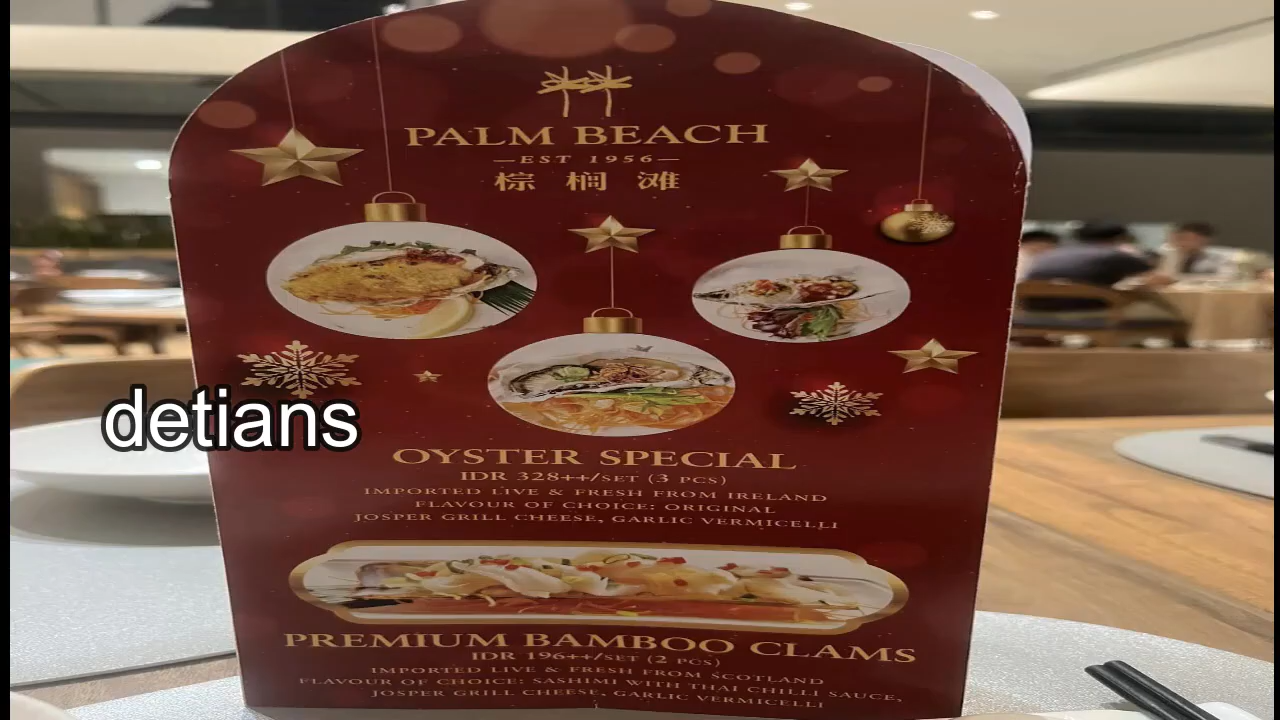 PALM BEACH
—EST 1956—
棕榈滩
detians
OYSTER SPECIAL
IDR 328++/SET (3 PCS)
IMPORTED LIVE & FRESH FROM IRELAND
FLAVOUR OF CHOICE: ORIGINAL
JOSPER GRILL CHEESE, GARLIC VERMICELLI
PREMIUM BAMBOO CLAMS
IDR 196++/SET (2 PCS)
IMPORTED LIVE & FRESH FROM SCOTLAND
FLAVOUR OF CHOICE: SASHIMI WITH THAI CHILLI SAUCE,
JOSPER GRILL CHEESE, GARLIC VERMICELLI